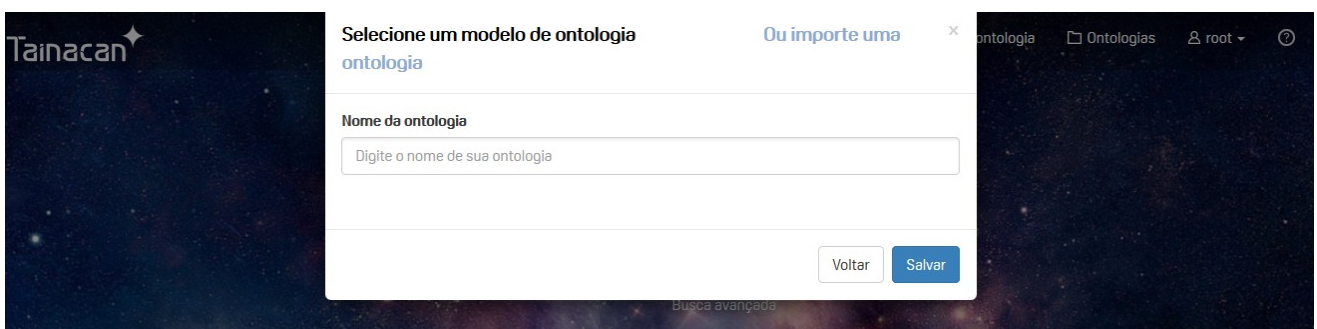 Tainacan
Selecione um modelo de ontologia Ou importe uma
ontologia
×
ontologia Ontologias root ?
Nome da ontologia
Digite o nome de sua ontologia
Voltar Salvar
Busca avançada